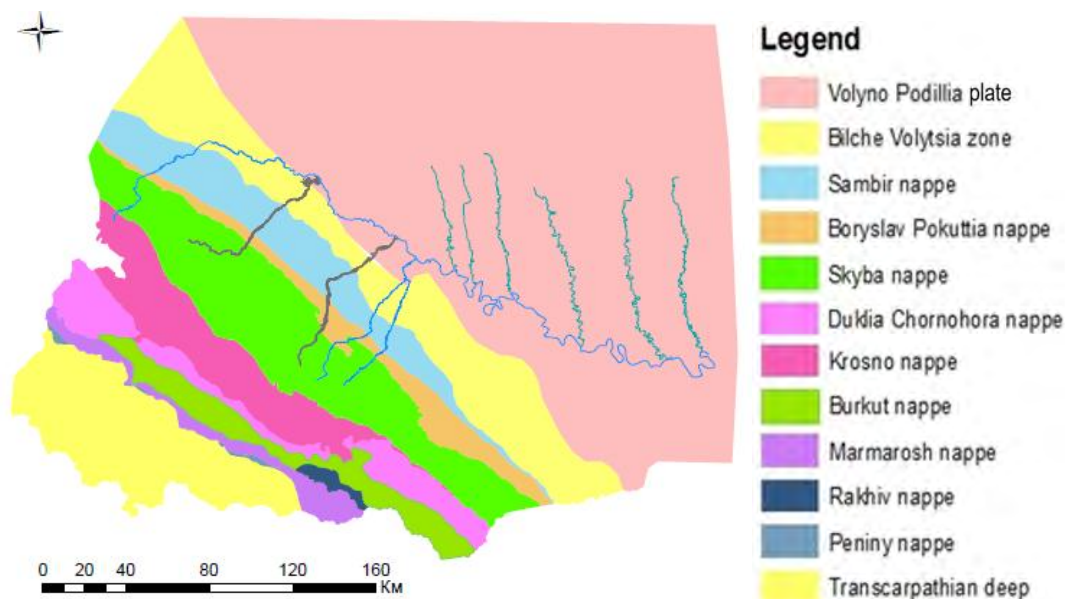 Legend
Volyno Podillia plate
Bilche Volytsia zone
Sambir nappe
Boryslav Pokuttia nappe
Skyba nappe
Duklia Chornohora nappe
Krosno nappe
Burkut nappe
Marmarosh nappe
Rakhiv nappe
Peniny nappe
Transcarpathian deep
0 20 40 80 120 160
Км